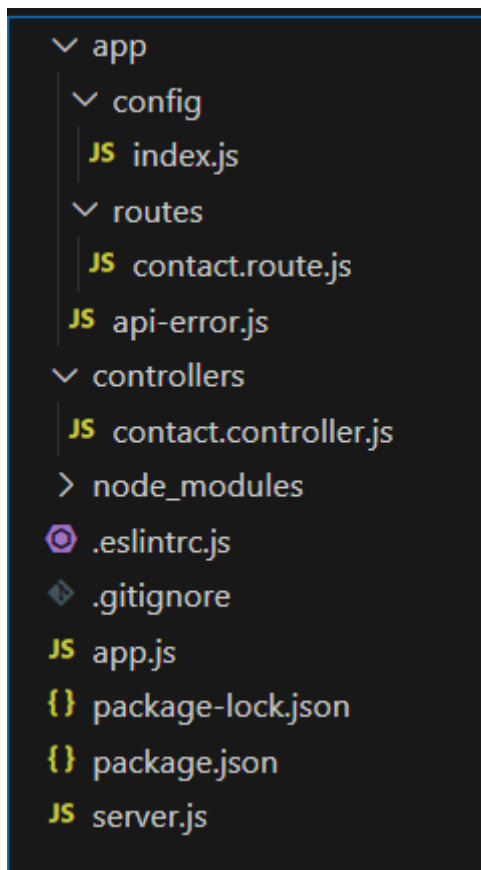 app
config
JS index.js
routes
JS contact.route.js
JS api-error.js
controllers
JS contact.controller.js
node_modules
.eslintrc.js
.gitignore
JS app.js
{} package-lock.json
{} package.json
JS server.js